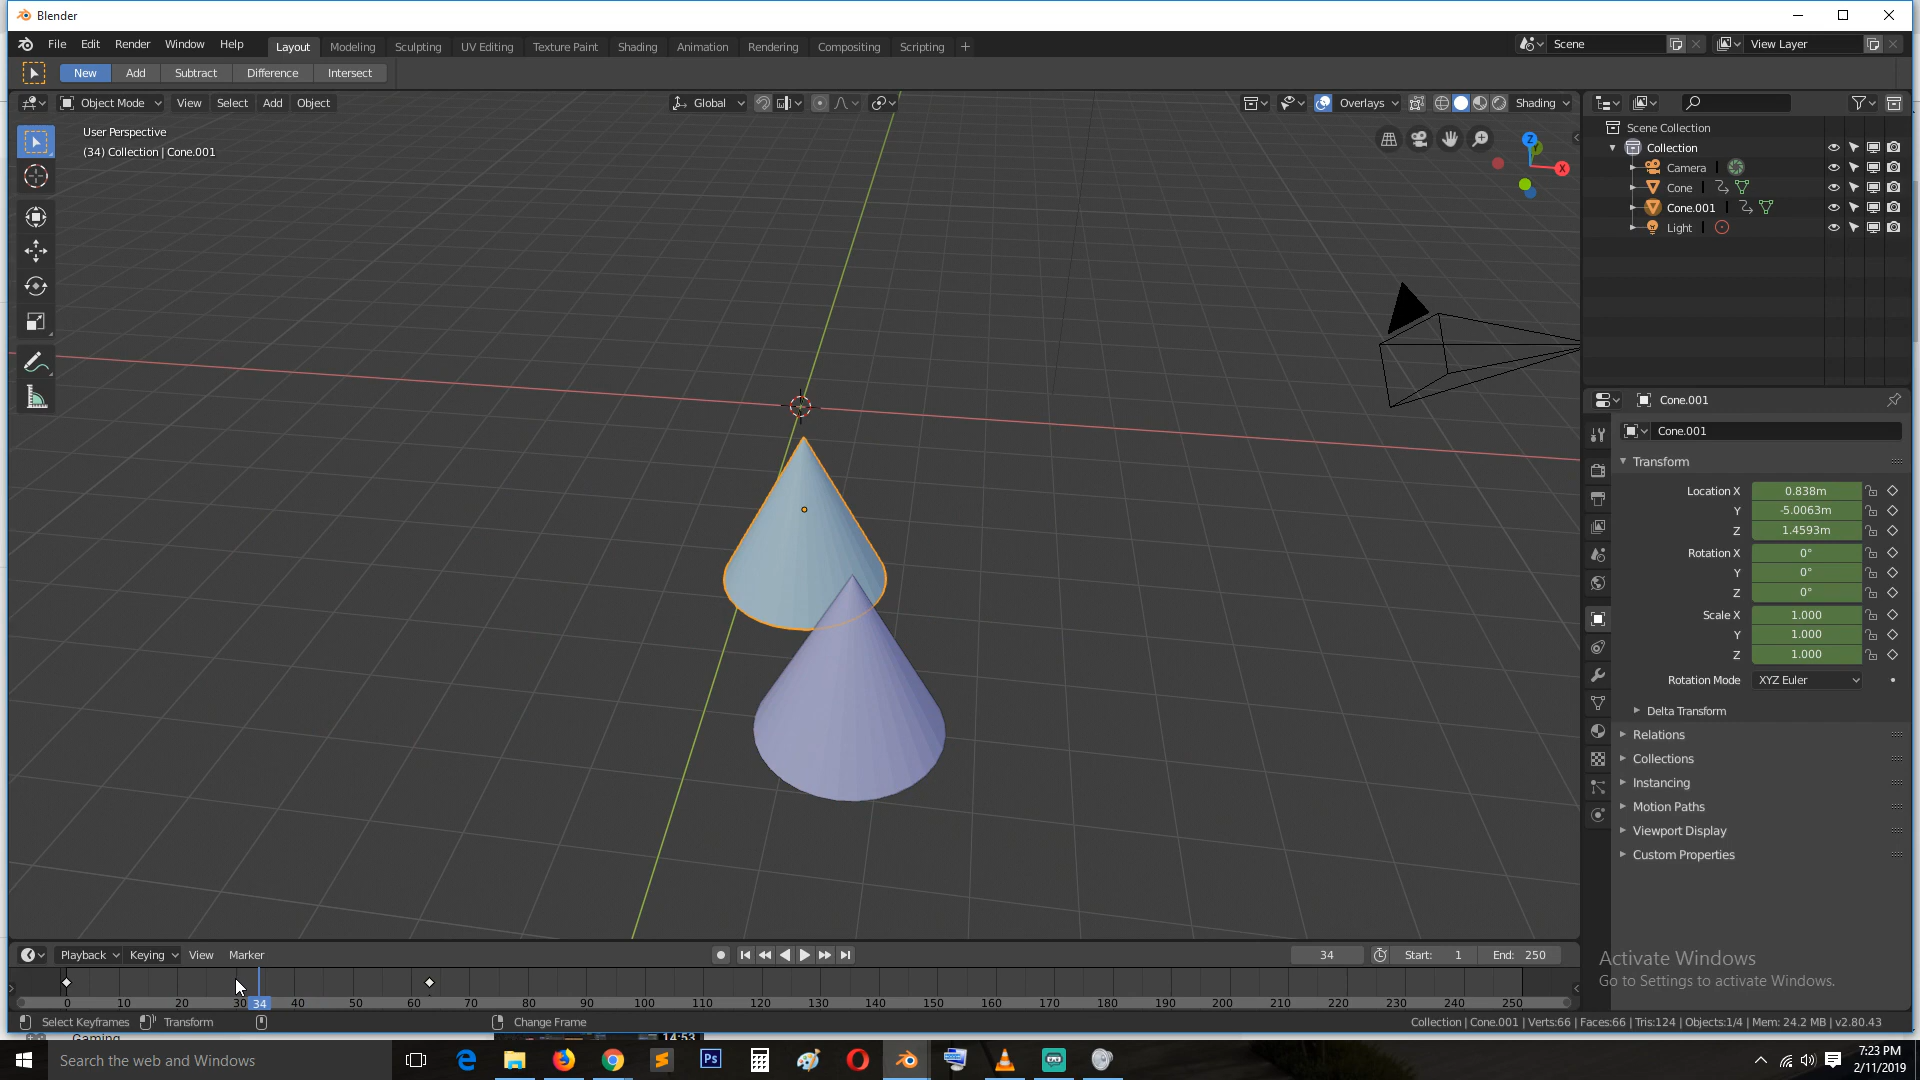 Blender
File Edit Render Window Help Layout Modeling Sculpting UV Editing Texture Paint Shading Animation Rendering Compositing Scripting + Scene View Layer
New Add Subtract Difference Intersect
Object Mode View Select Add Object Global Overlays Shading
User Perspective
(34) Collection | Cone.001
Z
X
Scene Collection
Collection
Camera
Cone
Cone.001
Light
Cone.001
Cone.001
Transform
Location X 0.838m
Y -5.0063m
Z 1.4593m
Rotation X 0°
Y 0°
Z 0°
Scale X 1.000
Y 1.000
Z 1.000
Rotation Mode XYZ Euler
Delta Transform
Relations
Collections
Instancing
Motion Paths
Viewport Display
Custom Properties
Playback Keying View Marker 34 Start: 1 End: 250
0 10 20 30 34 40 50 60 70 80 90 100 110 120 130 140 150 160 170 180 190 200 210 220 230 240 250
Activate Windows
Go to Settings to activate Windows.
Select Keyframes Transform Change Frame Collection | Cone.001 | Verts:66 | Faces:66 | Tris:124 | Objects:1/4 | Mem: 24.2 MB | v2.80.43
Gaming 14:53
Search the web and Windows Ps 7:23 PM
2/11/2019